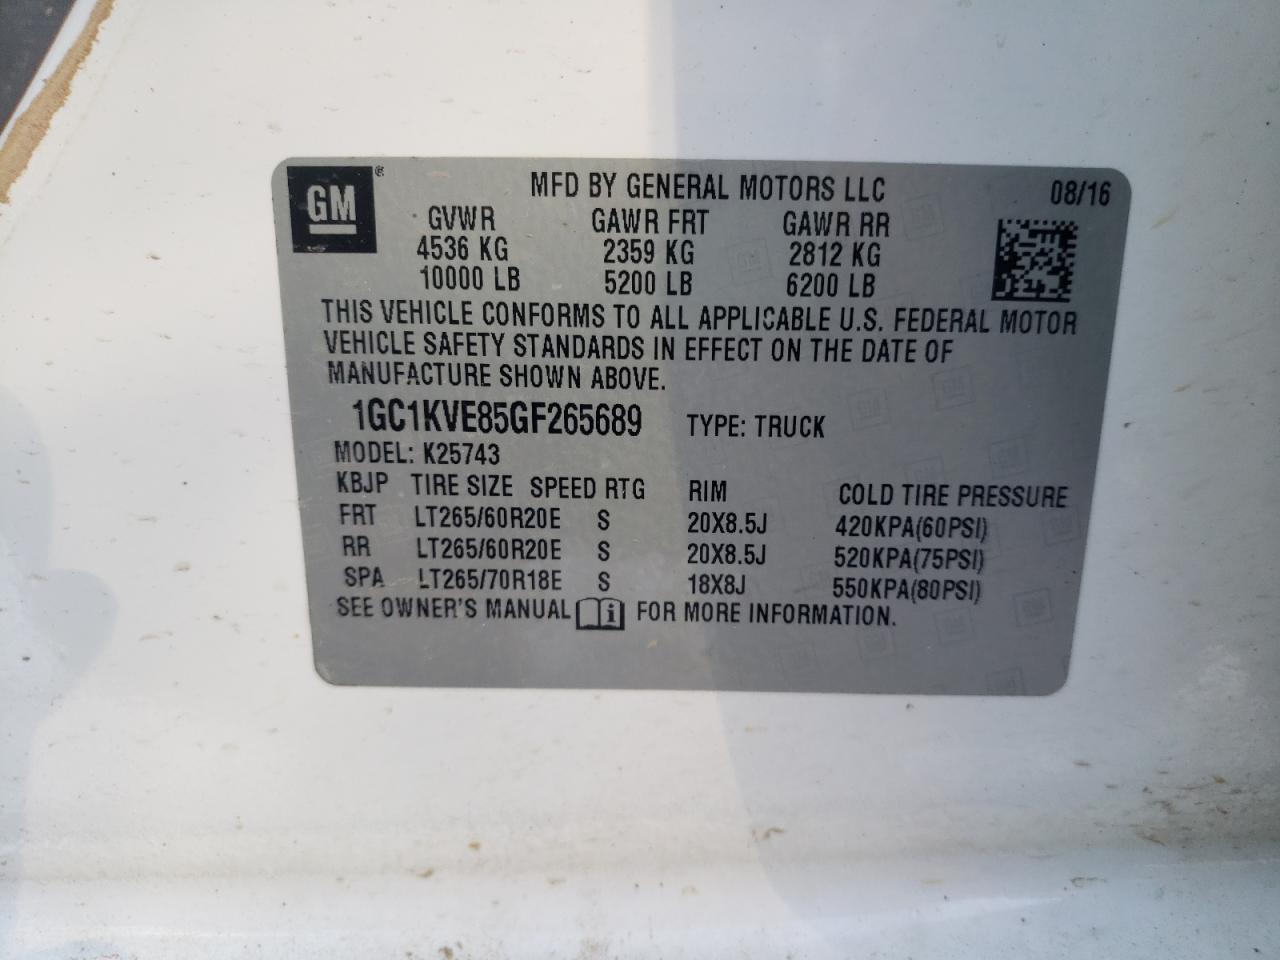 GM ®
MFD BY GENERAL MOTORS LLC 08/16
GVWR GAWR FRT GAWR RR
4536 KG 2359 KG 2812 KG
10000 LB 5200 LB 6200 LB
THIS VEHICLE CONFORMS TO ALL APPLICABLE U.S. FEDERAL MOTOR
VEHICLE SAFETY STANDARDS IN EFFECT ON THE DATE OF
MANUFACTURE SHOWN ABOVE.
1GC1KVE85GF265689 TYPE: TRUCK
MODEL: K25743
KBJP TIRE SIZE SPEED RTG RIM COLD TIRE PRESSURE
FRT LT265/60R20E S 20X8.5J 420KPA(60PSI)
RR LT265/60R20E S 20X8.5J 520KPA(75PSI)
SPA LT265/70R18E S 18X8J 550KPA(80PSI)
SEE OWNER'S MANUAL i FOR MORE INFORMATION.